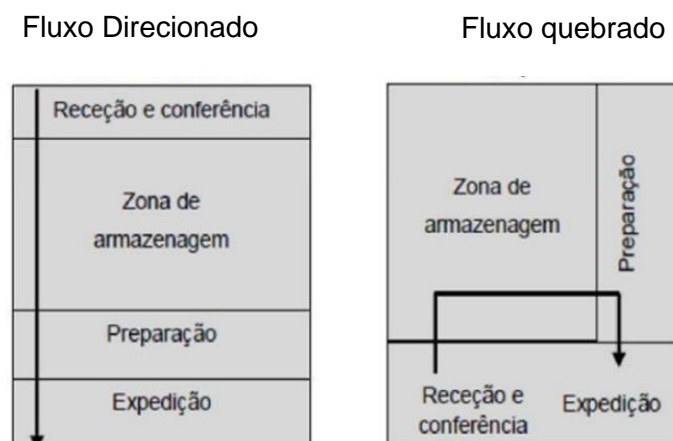 Fluxo Direcionado
Receção e conferência
Zona de
armazenagem
Preparação
Expedição
Fluxo quebrado
Zona de
armazenagem
Preparação
Receção e
conferência
Expedição